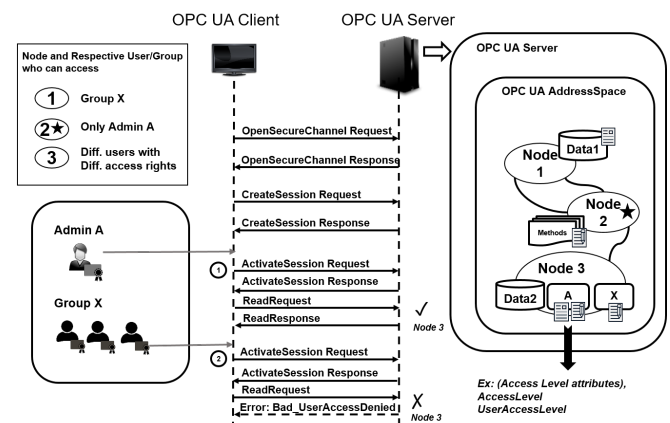 OPC UA Client
OPC UA Server
Node and Respective User/Group
who can access
1
Group X
2★
Only Admin A
3
Diff. users with
Diff. access rights
OpenSecureChannel Request
OpenSecureChannel Response
CreateSession Request
CreateSession Response
Admin A
1
ActivateSession Request
ActivateSession Response
ReadRequest
ReadResponse
✓
Node 3
Group X
2
ActivateSession Request
ActivateSession Response
ReadRequest
Error: Bad_UserAccessDenied
X
Node 3
OPC UA Server
OPC UA AddressSpace
Data1
Node
1
Node
2
★
Methods
Node 3
Data2
A
X
Ex: (Access Level attributes),
AccessLevel
UserAccessLevel